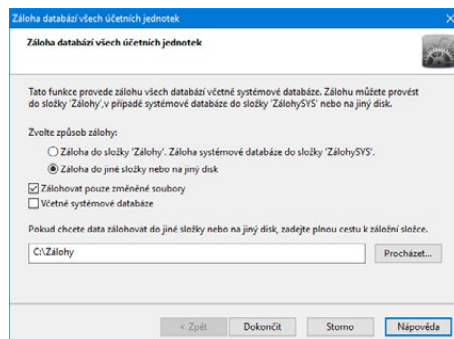 Záloha databází všech účetních jednotek
Záloha databází všech účetních jednotek
Tato funkce provede zálohu všech databází včetně systémové databáze. Zálohu můžete provést
do složky 'Zálohy', v případě systémové databáze do složky 'ZálohySYS' nebo na jiný disk.
Zvolte způsob zálohy:
Záloha do složky 'Zálohy'. Záloha systémové databáze do složky 'ZálohySYS'.
Záloha do jiné složky nebo na jiný disk
Zálohovat pouze změněné soubory
Včetně systémové databáze
Pokud chcete data zálohovat do jiné složky nebo na jiný disk, zadejte plnou cestu k záložní složce.
C:\Zálohy
Procházet...
< Zpět
Dokončit
Storno
Nápověda